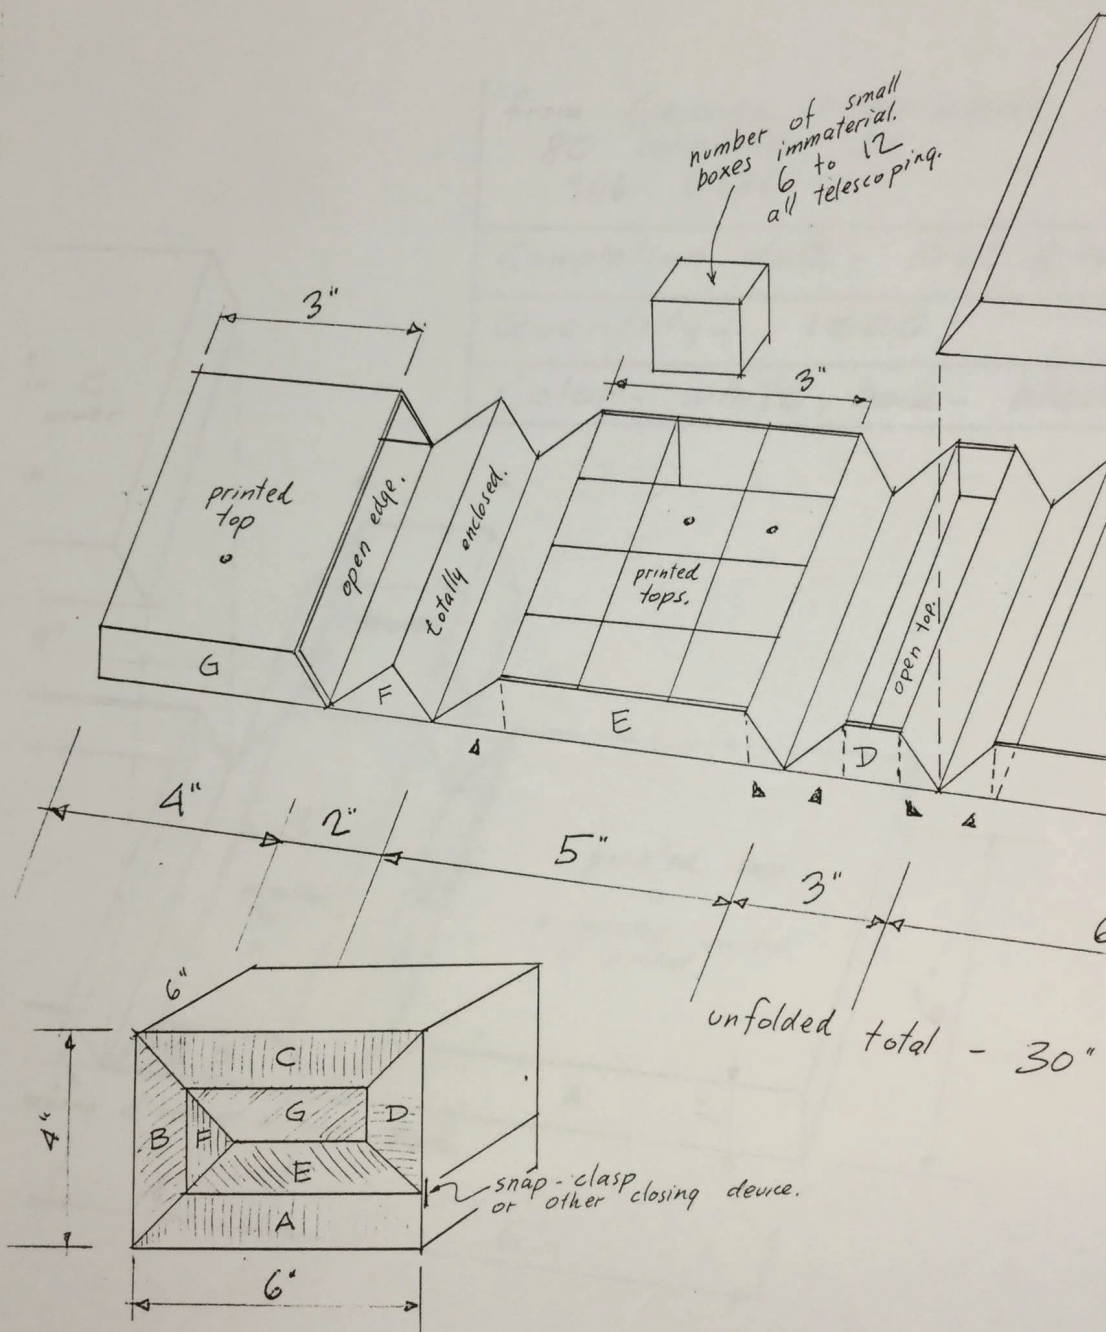 number of small
boxes immaterial.
6 to 12
all telescoping.
3"
3"
printed
top
open edge.
totally enclosed.
printed
tops.
open top.
G
F
E
D
4"
2"
5"
3"
6
unfolded total - 30"
6"
C
G
D
B
F
E
A
4"
snap-clasp
or other closing device.
6"